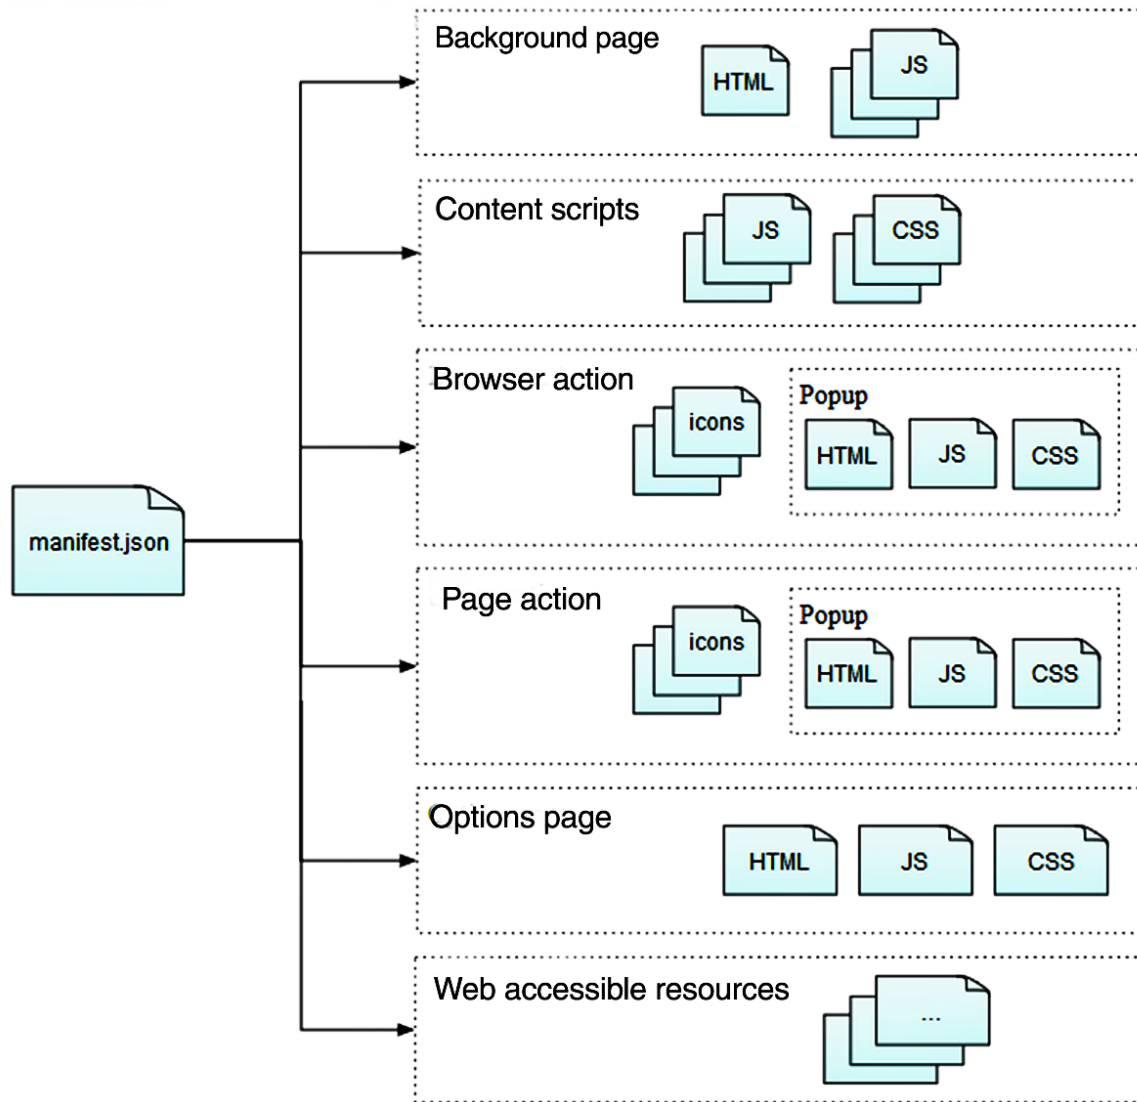 Background page
HTML
JS
Content scripts
JS
CSS
Browser action
icons
Popup
HTML
JS
CSS
manifest.json
Page action
icons
Popup
HTML
JS
CSS
Options page
HTML
JS
CSS
Web accessible resources
...